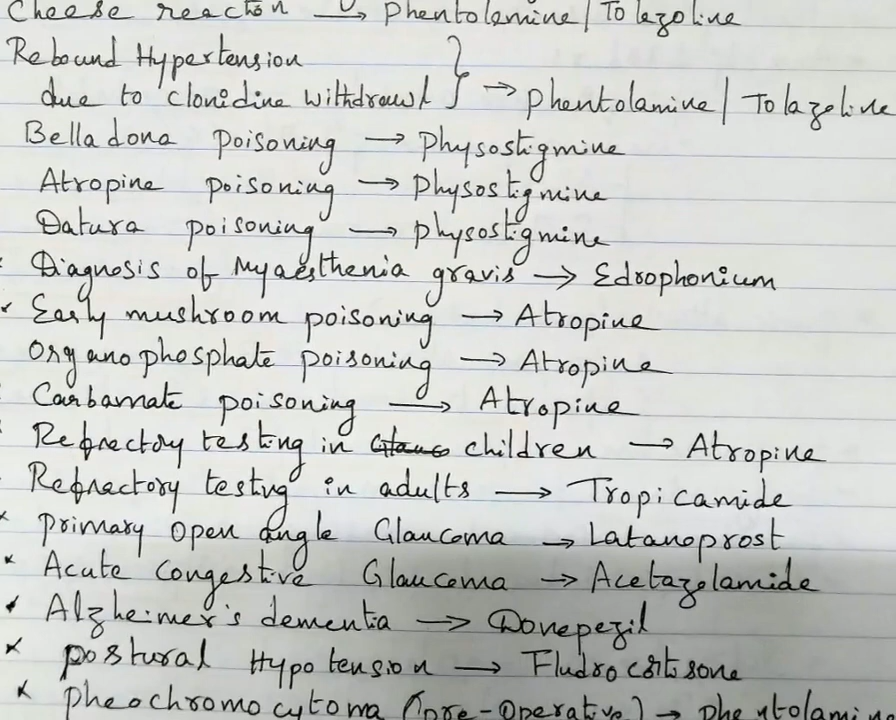 Cheese reacton → Phentolamine / Tolazoline
Rebound Hypertension
due to Clonidine withdrawl } → Phentolamine / Tolazoline
Belladona poisoning → Physostigmine
Atropine poisoning → Physostigmine
Datura poisoning → physostigmine
Diagnosis of Myaesthenia gravis → Edrophonium
Early mushroom poisoning → Atropine
Organophosphate poisoning → Atropine
Carbamate poisoning → Atropine
Refractory testing in children → Atropine
Refractory testing in adults → Tropicamide
Primary Open angle Glaucoma → Latanoprost
Acute Congestive Glaucoma → Acetazolamide
Alzheimer's dementia → Donepezil
postural Hypotension → Fludrocortisone
Pheochromocytoma (pre-Operative) → Phentolamin